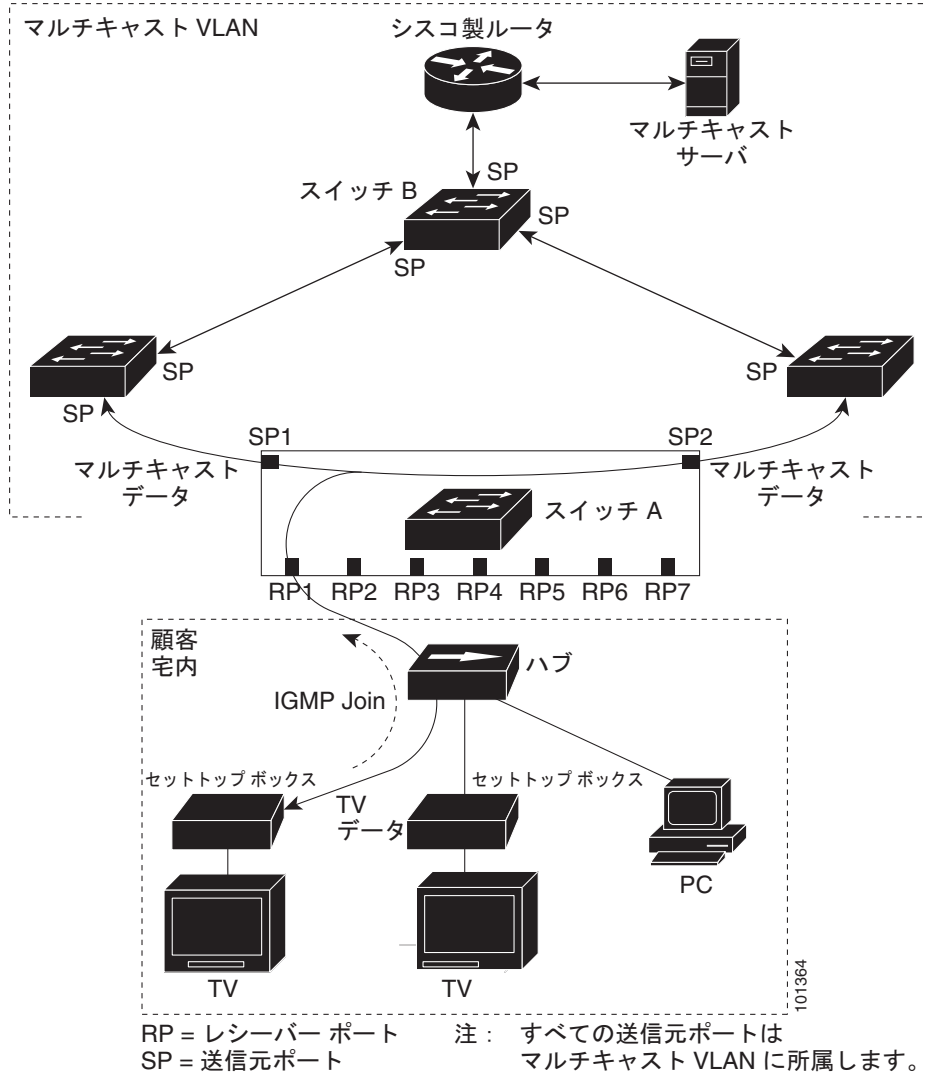 マルチキャスト VLAN
シスコ製ルータ
マルチキャスト
サーバ
SP
スイッチ B
SP
SP
SP
SP
SP
SP1
SP2
マルチキャスト
データ
マルチキャスト
データ
スイッチ A
RP1 RP2 RP3 RP4 RP5 RP6 RP7
顧客
宅内
ハブ
IGMP Join
セットトップ ボックス
セットトップ ボックス
TV
データ
PC
TV
TV
101364
RP = レシーバー ポート
SP = 送信元ポート
注 : すべての送信元ポートは
マルチキャスト VLAN に所属します。